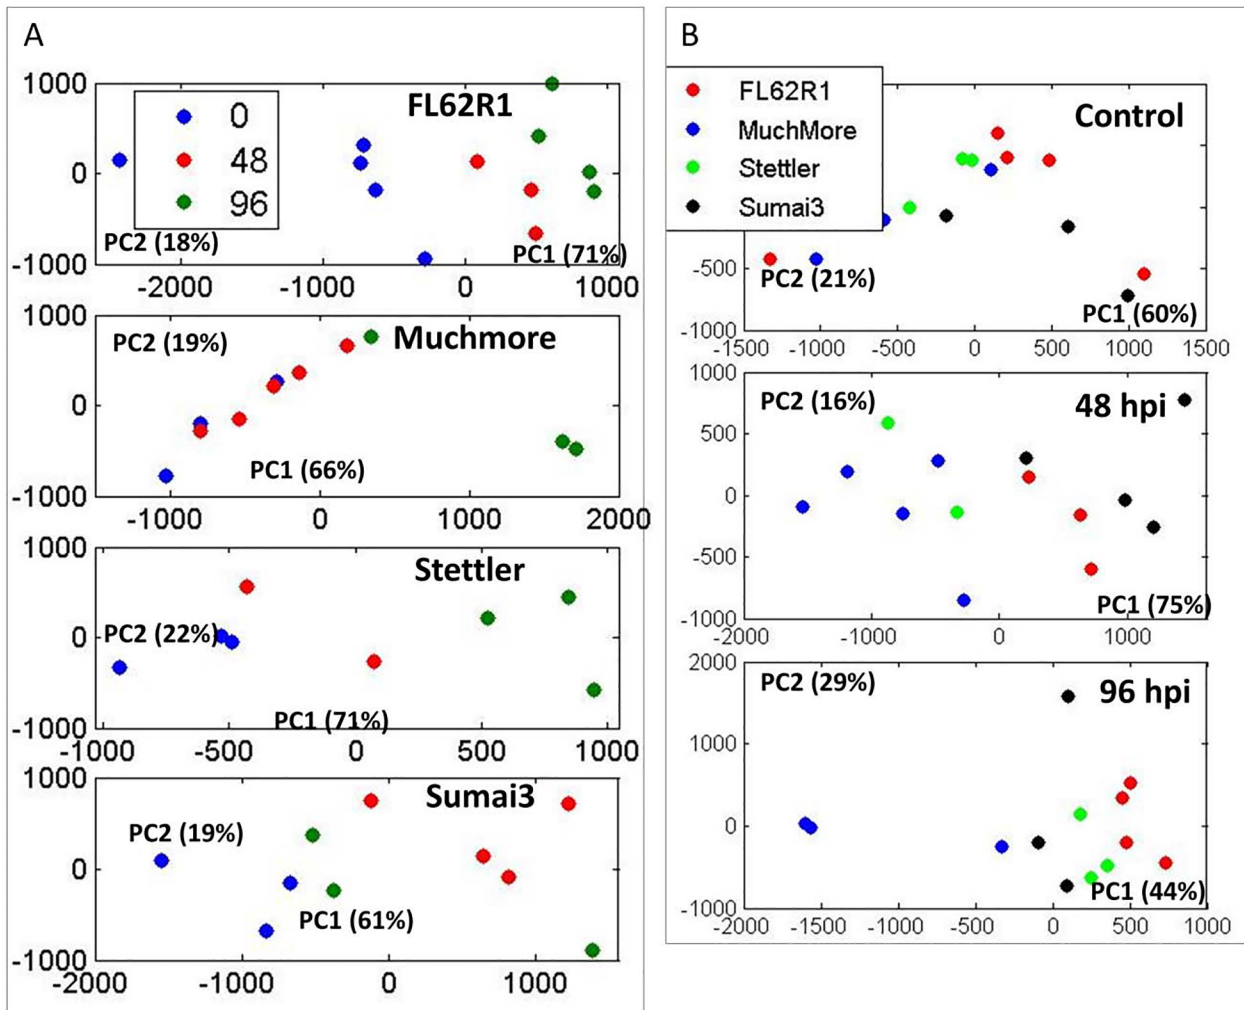 A
1000
0
-1000
FL62R1
0
48
96
PC2 (18%)
PC1 (71%)
-2000 -1000 0 1000
1000
0
-1000
PC2 (19%)
Muchmore
PC1 (66%)
-1000 0 1000 2000
1000
0
-1000
Stettler
PC2 (22%)
PC1 (71%)
-1000 -500 0 500 1000
1000
0
-1000
Sumai3
PC2 (19%)
PC1 (61%)
-2000 -1000 0 1000
B
FL62R1
MuchMore
Stettler
Sumai3
Control
-500
-1000
PC2 (21%)
PC1 (60%)
-1500 -1000 -500 0 500 1000 1500
1000
500
0
-500
-1000
PC2 (16%)
48 hpi
PC1 (75%)
-2000 -1000 0 1000
2000
1000
0
-1000
PC2 (29%)
96 hpi
PC1 (44%)
-2000 -1500 -1000 -500 0 500 1000